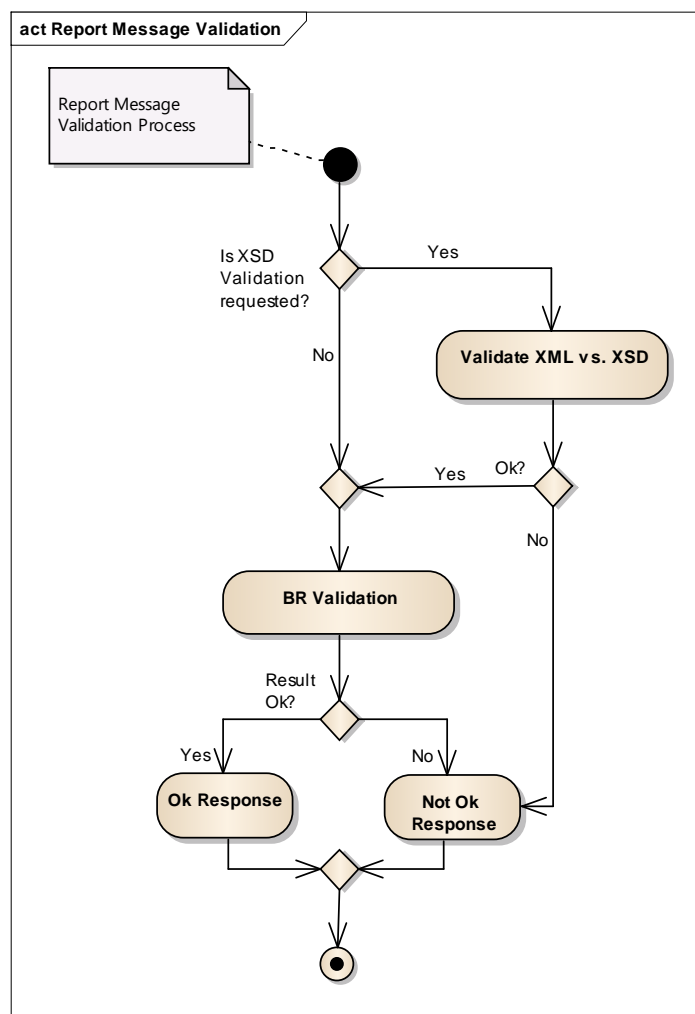 act Report Message Validation
Report Message
Validation Process
Is XSD
Validation
requested?
Yes
No
Validate XML vs. XSD
Ok?
Yes
No
BR Validation
Result
Ok?
Yes
No
Ok Response
Not Ok
Response